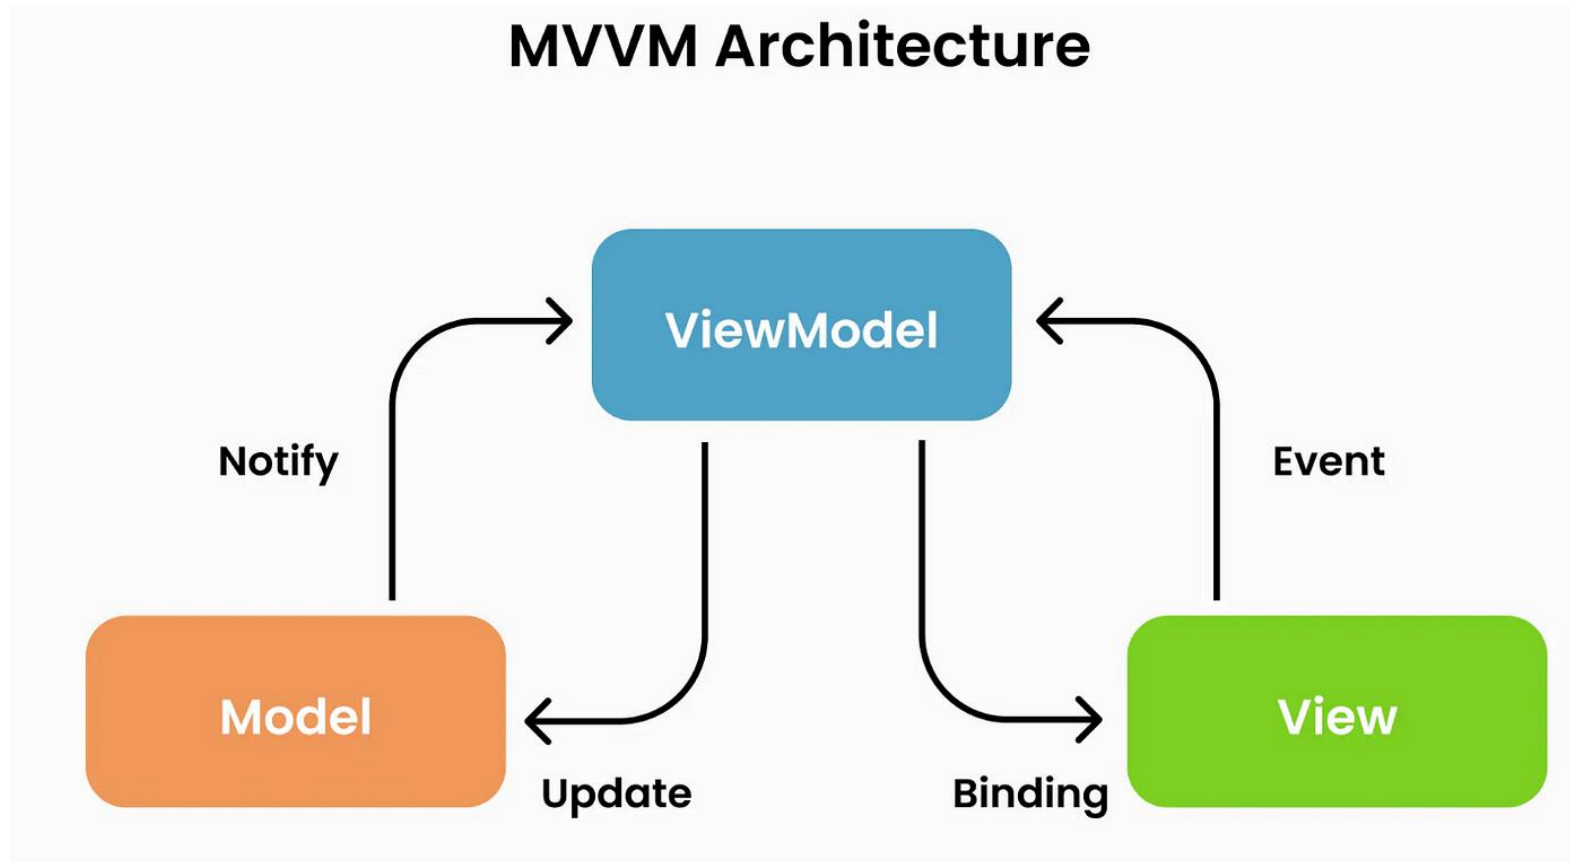 MVVM Architecture
ViewModel
Notify
Event
Model
View
Update
Binding